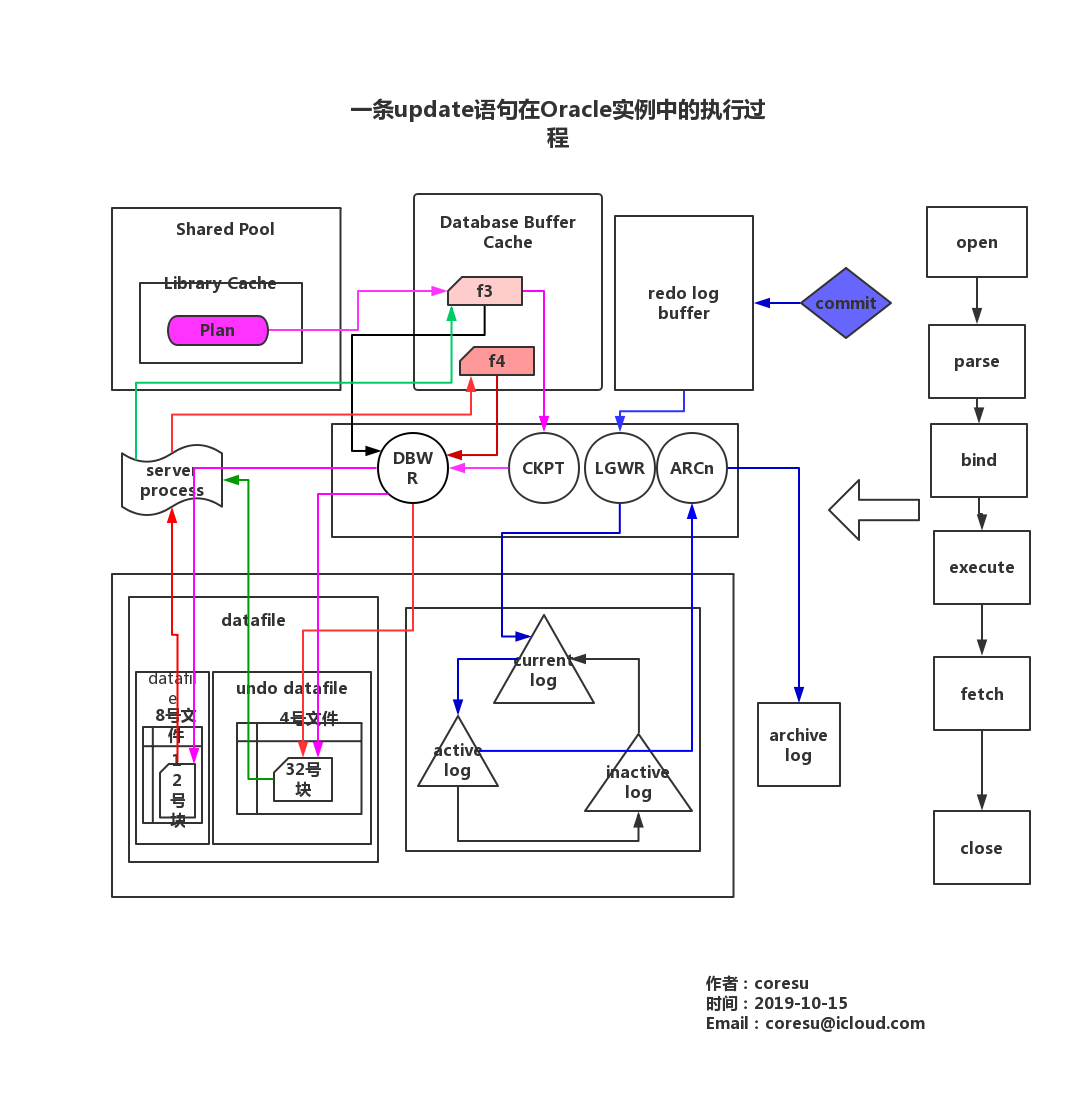 一条update语句在Oracle实例中的执行过
程
Shared Pool
Library Cache
Plan
Database Buffer
Cache
f3
f4
redo log
buffer
commit
open
parse
bind
execute
fetch
close
server
process
DBW
R
CKPT
LGWR
ARCn
datafile
datafil
e
8号文
件
1
2
号
块
undo datafile
4号文件
32号
块
current
log
active
log
inactive
log
archive
log
作者：coresu
时间：2019-10-15
Email：coresu@icloud.com